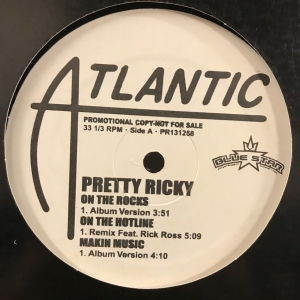 ATLANTIC
PROMOTIONAL COPY-NOT FOR SALE
33 1/3 RPM · Side A · PR131258
BLUE STAR
PRETTY RICKY
ON THE ROCKS
1. Album Version 3:51
ON THE HOTLINE
1. Remix Feat. Rick Ross 5:09
MAKIN MUSIC
1. Album Version 4:10